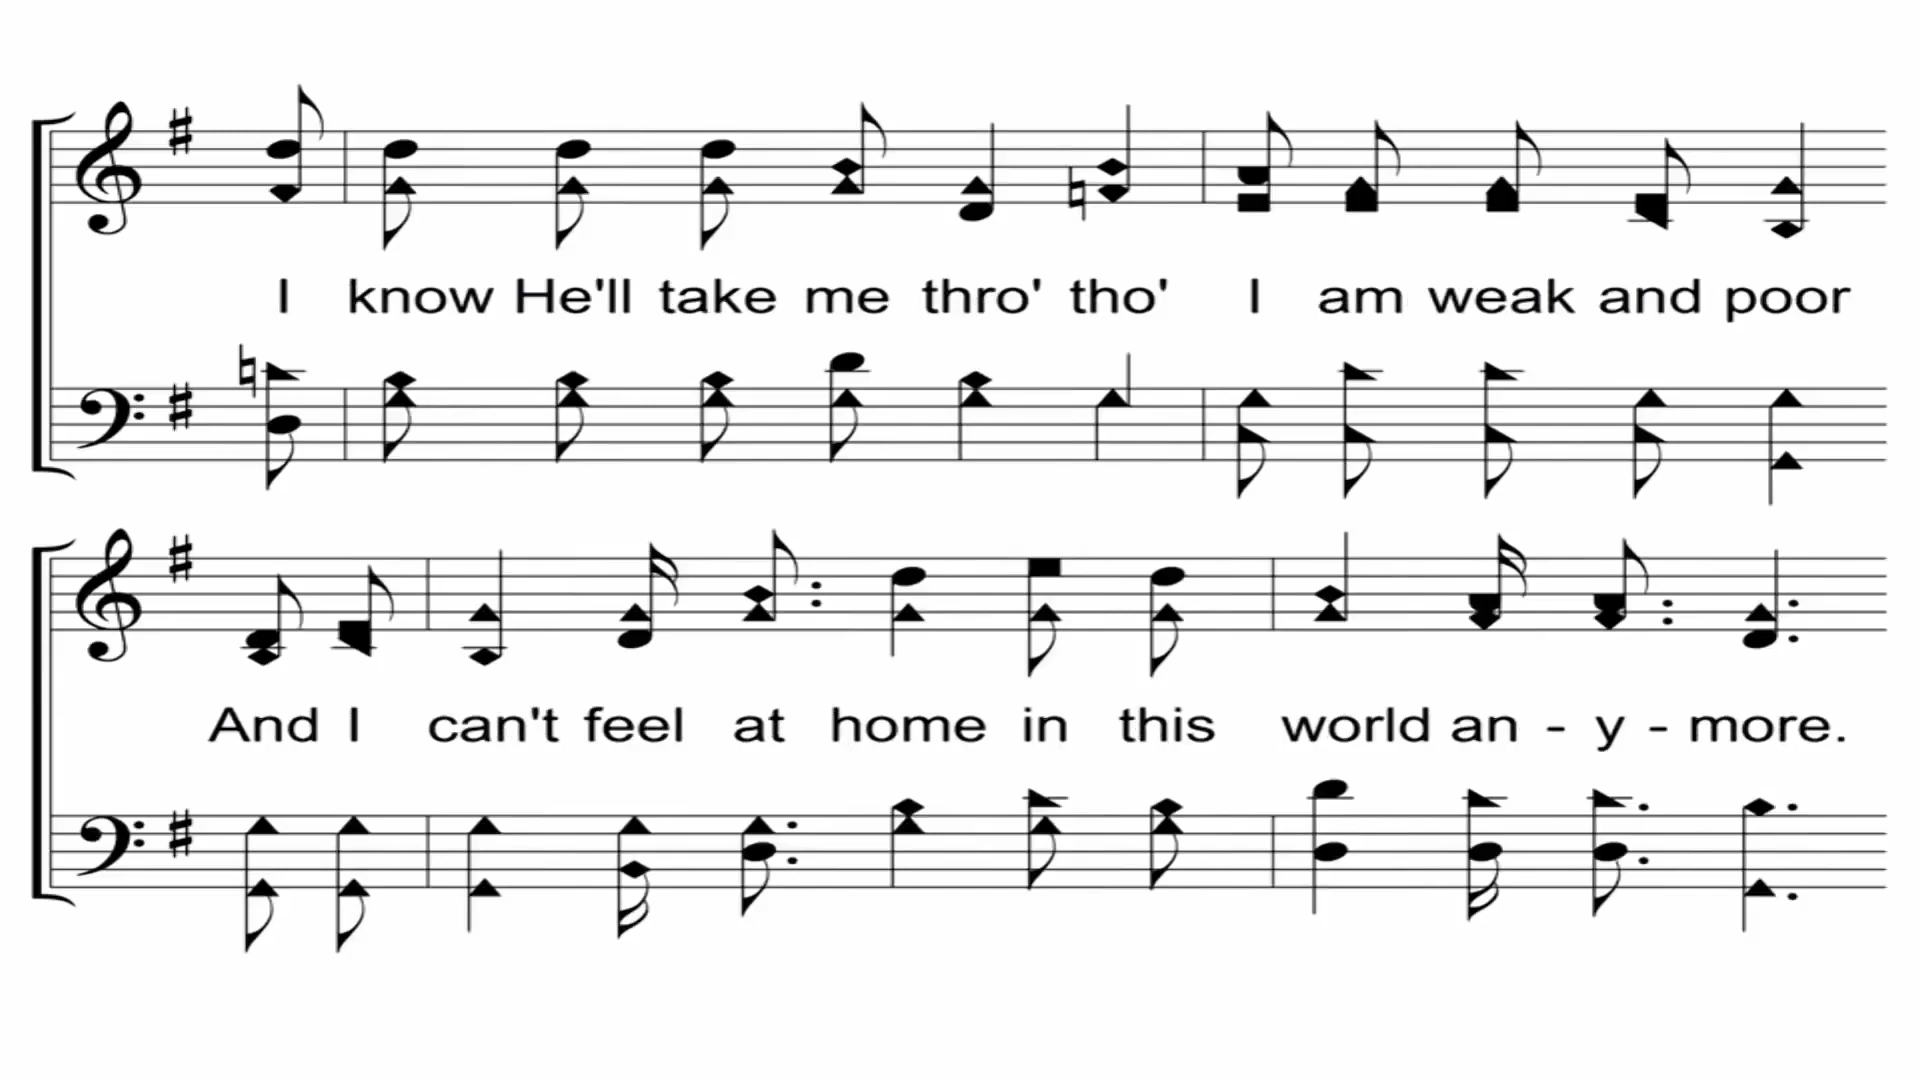 I know He'll take me thro' tho' I am weak and poor
And I can't feel at home in this world an - y - more.